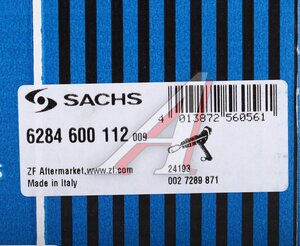 SACHS
4 013872 560561
6284 600 112 009
ZF Aftermarket,www.zf.com
Made in Italy
24193
002 7289 871